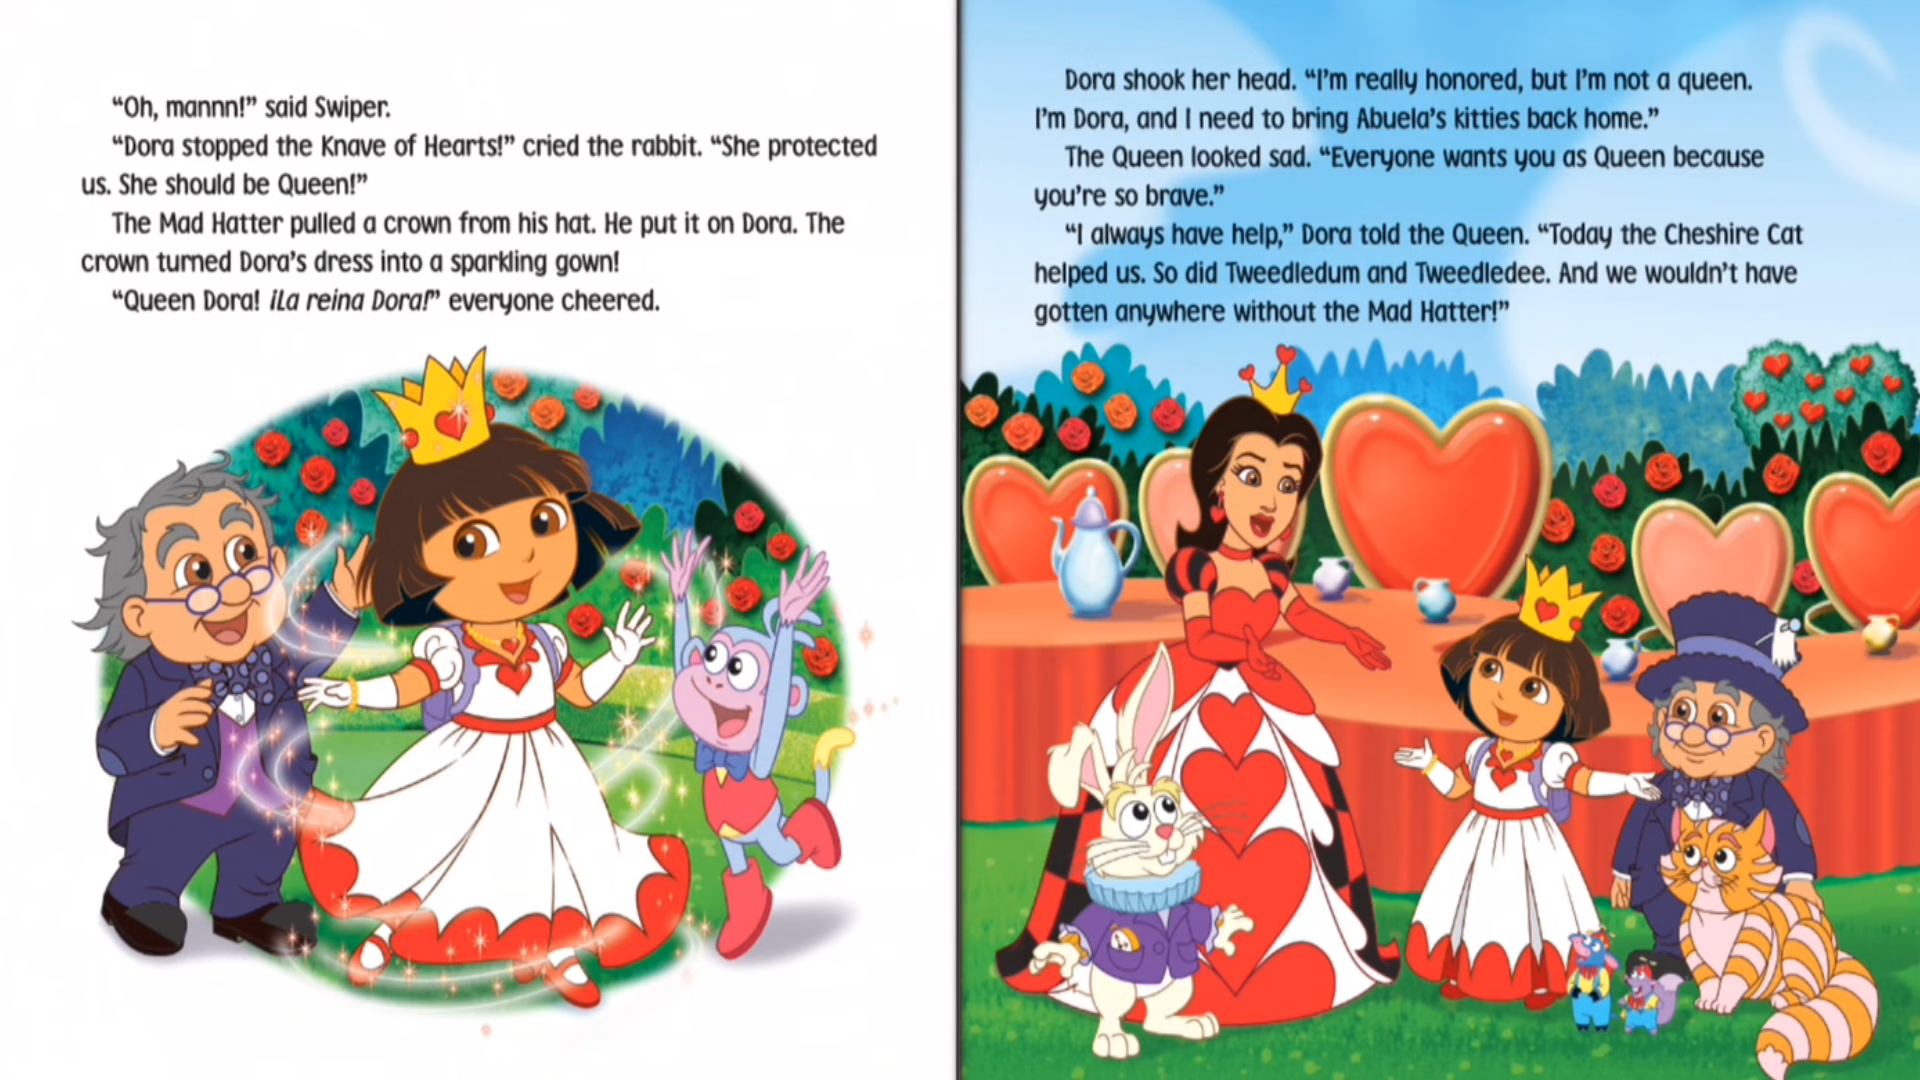 “Oh, mannn!” said Swiper.
“Dora stopped the Knave of Hearts!” cried the rabbit. “She protected
us. She should be Queen!”
The Mad Hatter pulled a crown from his hat. He put it on Dora. The
crown turned Dora’s dress into a sparkling gown!
“Queen Dora! ¡La reina Dora!” everyone cheered.
Dora shook her head. “I’m really honored, but I’m not a queen.
I’m Dora, and I need to bring Abuela’s kitties back home.”
The Queen looked sad. “Everyone wants you as Queen because
you’re so brave.”
“I always have help,” Dora told the Queen. “Today the Cheshire Cat
helped us. So did Tweedledum and Tweedledee. And we wouldn’t have
gotten anywhere without the Mad Hatter!”